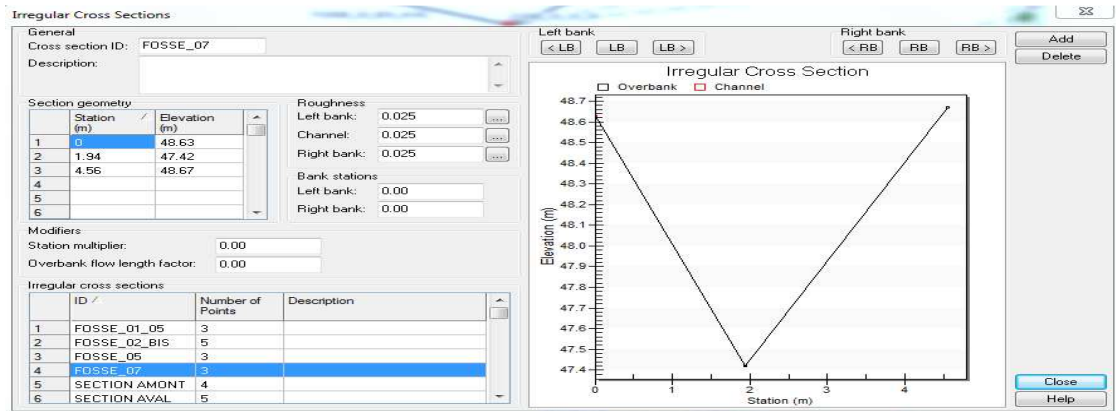 Irregular Cross Sections
General
Cross section ID: FOSSE_07
Description:
Section geometry
Station (m) / Elevation (m)
1 0 48.63
2 1.94 47.42
3 4.56 48.67
4
5
6
Roughness
Left bank: 0.025 ...
Channel: 0.025 ...
Right bank: 0.025 ...
Bank stations
Left bank: 0.00
Right bank: 0.00
Modifiers
Station multiplier: 0.00
Overbank flow length factor: 0.00
Irregular cross sections
ID / Number of Points Description
1 FOSSE_01_05 3
2 FOSSE_02_BIS 5
3 FOSSE_05 3
4 FOSSE_07 3
5 SECTION AMONT 4
6 SECTION AVAL 5
Left bank
< LB LB LB >
Right bank
< RB RB RB >
Irregular Cross Section
Overbank Channel
48.7
48.6
48.5
48.4
48.3
48.2
48.1
48.0
47.9
47.8
47.7
47.6
47.5
47.4
Elevation (m)
0 1 2 3 4
Station (m)
Add
Delete
Close
Help